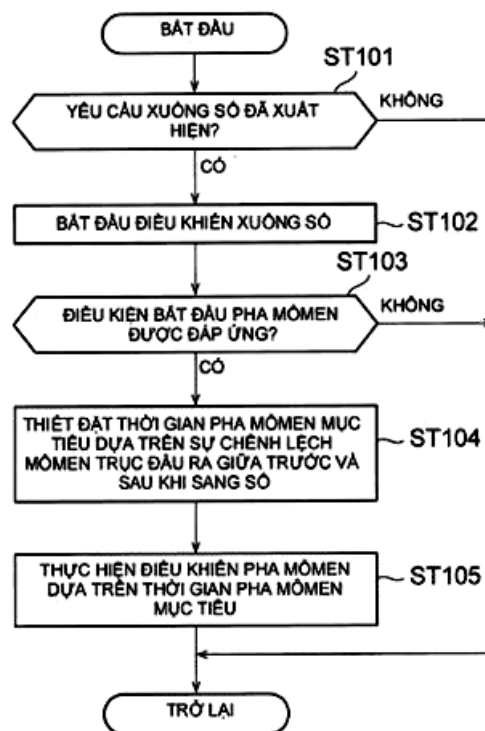 BẮT ĐẦU
ST101
YÊU CẦU XUỐNG SỐ ĐÃ XUẤT
HIỆN?
KHÔNG
CÓ
BẮT ĐẦU ĐIỀU KHIỂN XUỐNG SỐ
ST102
ST103
ĐIỀU KIỆN BẮT ĐẦU PHA MÔMEN
ĐƯỢC ĐÁP ỨNG?
KHÔNG
CÓ
THIẾT ĐẶT THỜI GIAN PHA MÔMEN MỤC
TIÊU DỰA TRÊN SỰ CHÊNH LỆCH
MÔMEN TRỤC ĐẦU RA GIỮA TRƯỚC VÀ
SAU KHI SANG SỐ
ST104
THỰC HIỆN ĐIỀU KHIỂN PHA MÔMEN
DỰA TRÊN THỜI GIAN PHA MÔMEN
MỤC TIÊU
ST105
TRỞ LẠI